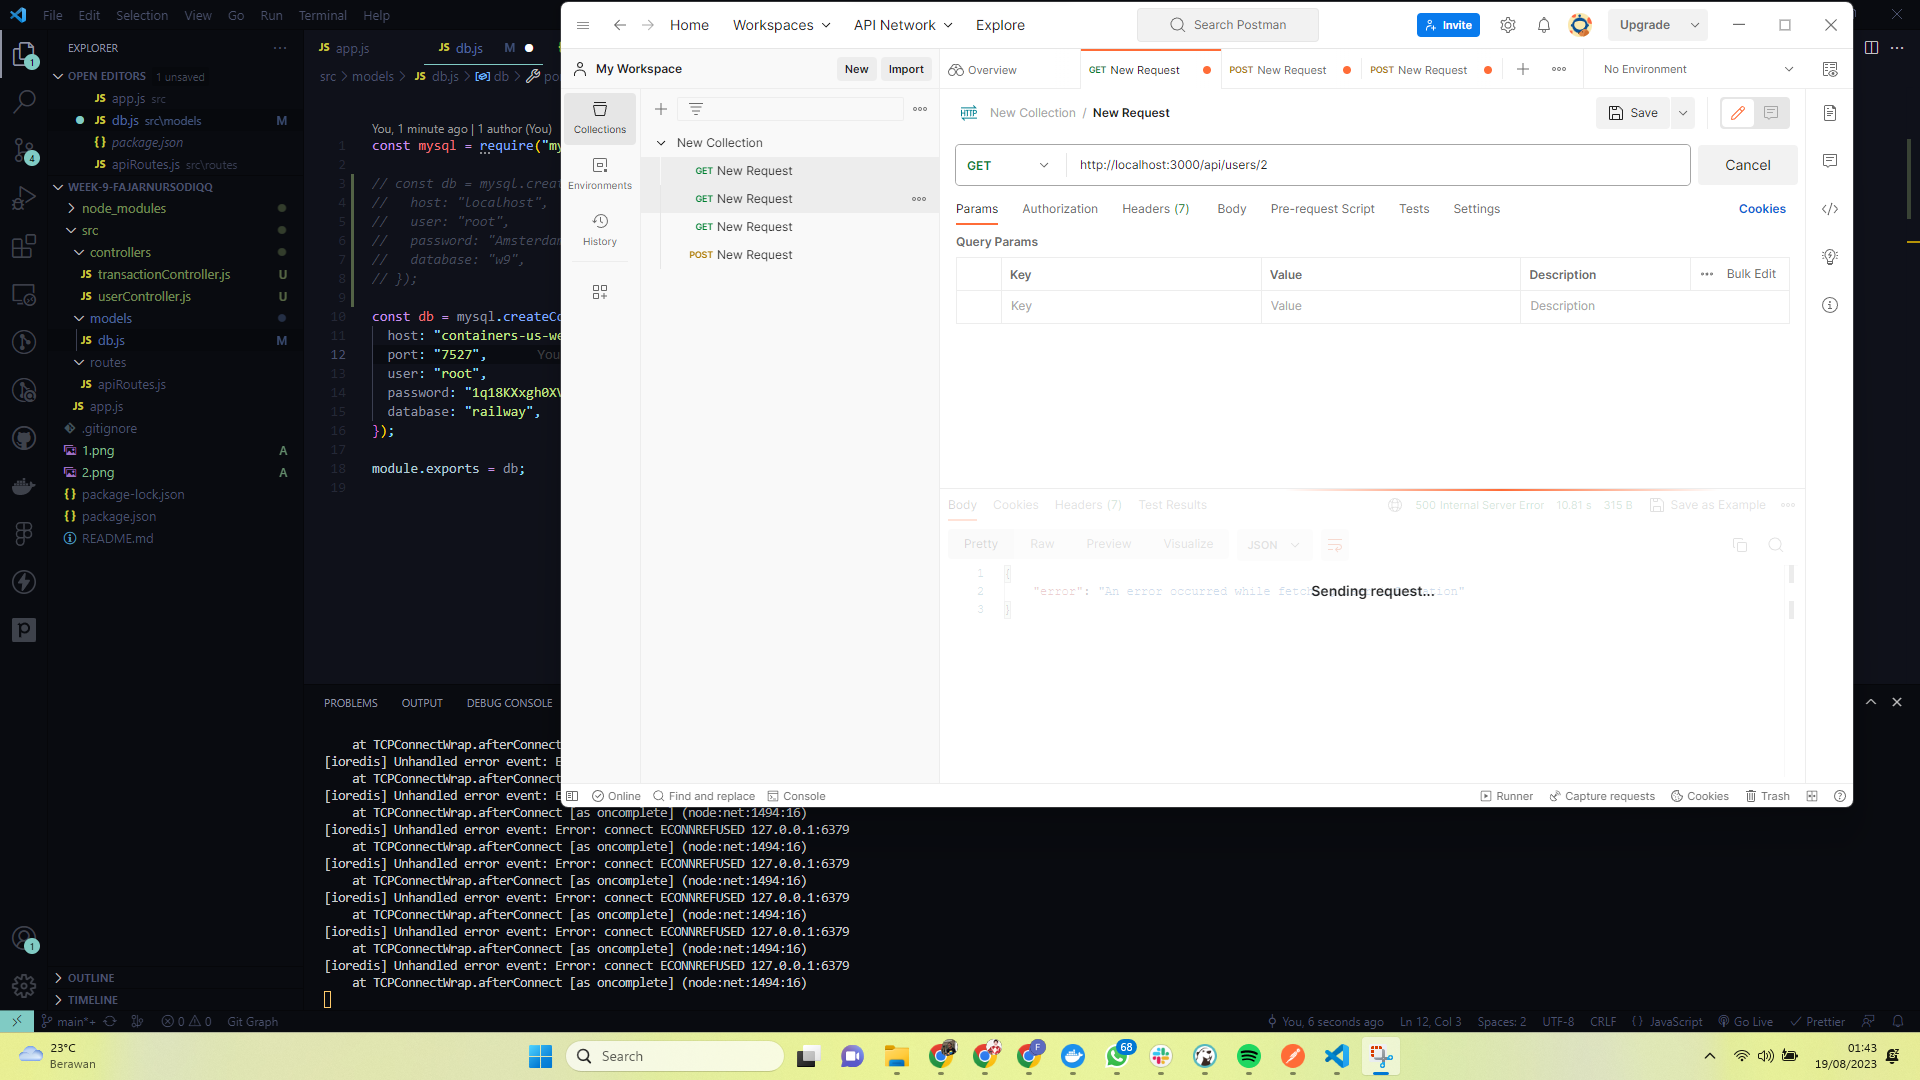 File Edit Selection View Go Run Terminal Help
EXPLORER
OPEN EDITORS 1 unsaved
JS app.js src
JS db.js src\models M
{} package.json
JS apiRoutes.js src\routes
WEEK-9-FAJARNURSODIQQ
node_modules
src
controllers
JS transactionController.js U
JS userController.js U
models
JS db.js M
routes
JS apiRoutes.js
JS app.js
.gitignore
1.png A
2.png A
{} package-lock.json
{} package.json
README.md
OUTLINE
TIMELINE
JS app.js
JS db.js M
src > models > JS db.js > db >
You, 1 minute ago | 1 author (You)
1 const mysql = require("
2
3 // const db = mysql.
4 // host: "localhost",
5 // user: "root",
6 // password:
7 // database: "w9",
8 // });
9
10 const db = mysql.
11 host:
12 port: "7527", You
13 user: "root",
14 password:
15 database: "railway",
16 });
17
18 module.exports = db;
19
PROBLEMS OUTPUT DEBUG CONSOLE
at TCPConnectWrap.afterConnect
[ioredis] Unhandled error event:
at TCPConnectWrap.afterConnect
[ioredis] Unhandled error event:
at TCPConnectWrap.afterConnect [as oncomplete] (node:net:1494:16)
[ioredis] Unhandled error event: Error: connect ECONNREFUSED 127.0.0.1:6379
at TCPConnectWrap.afterConnect [as oncomplete] (node:net:1494:16)
[ioredis] Unhandled error event: Error: connect ECONNREFUSED 127.0.0.1:6379
at TCPConnectWrap.afterConnect [as oncomplete] (node:net:1494:16)
[ioredis] Unhandled error event: Error: connect ECONNREFUSED 127.0.0.1:6379
at TCPConnectWrap.afterConnect [as oncomplete] (node:net:1494:16)
[ioredis] Unhandled error event: Error: connect ECONNREFUSED 127.0.0.1:6379
at TCPConnectWrap.afterConnect [as oncomplete] (node:net:1494:16)
[ioredis] Unhandled error event: Error: connect ECONNREFUSED 127.0.0.1:6379
at TCPConnectWrap.afterConnect [as oncomplete] (node:net:1494:16)
Home Workspaces API Network Explore
Search Postman
Invite
Upgrade
My Workspace
New Import
Overview
GET New Request
POST New Request
POST New Request
No Environment
Collections
Environments
History
New Collection
GET New Request
GET New Request
GET New Request
POST New Request
HTTP New Collection / New Request
Save
GET http://localhost:3000/api/users/2
Cancel
Params Authorization Headers (7) Body Pre-request Script Tests Settings Cookies
Query Params
Key Value Description Bulk Edit
Key Value Description
Body Cookies Headers (7) Test Results
500 Internal Server Error 10.81 s 315 B Save as Example
Pretty Raw Preview Visualize JSON
1 {
2 "error": "An error occurred while
3 }
Sending request...
Online Find and replace Console
Runner Capture requests Cookies Trash
main*+ 0 0 Git Graph
You, 6 seconds ago Ln 12, Col 3 Spaces: 2 UTF-8 CRLF {} JavaScript Go Live Prettier
23°C
Berawan
Search
68
01:43
19/08/2023